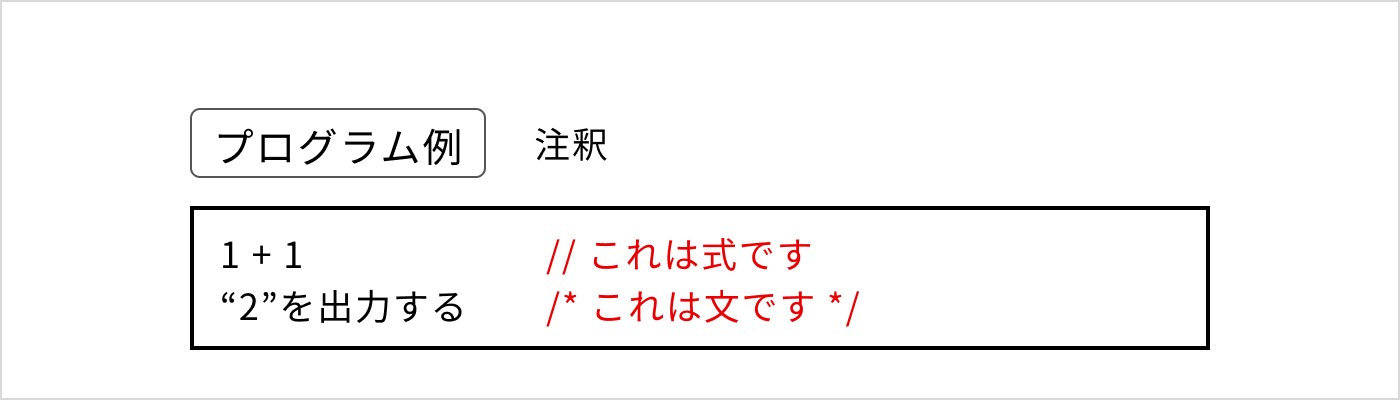 プログラム例 注釈
1 + 1 // これは式です
“2”を出力する /* これは文です */